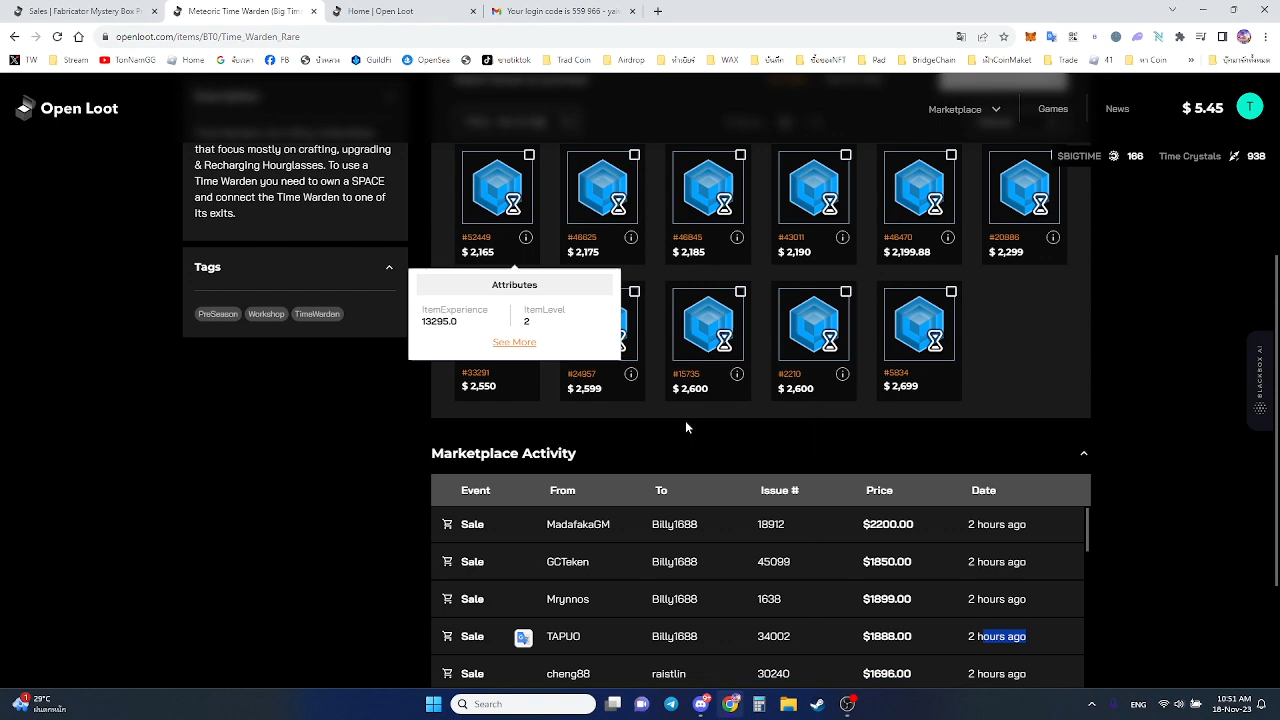 Sales | Fabricator Mystery Box P
Meteoric Time Warden (Big Tim
Home | Open Loot
Your login code is 559 966 - yaii
openloot.com/items/BT0/Time_Warden_Rare
TW
Stream
TonNamGG
Home
FB
BuildFi
OpenSea
statiktok
Trad Coin
Airdrop
WAX
Pad
BridgeChain
Trade
Coin
Open Loot
Marketplace
Games
News
$ 5.45
T
$BIGTIME 166
Time Crystals 938
that focus mostly on crafting, upgrading
& Recharging Hourglasses. To use a
Time Warden you need to own a SPACE
and connect the Time Warden to one of
its exits.
Tags
PreSeason
Workshop
TimeWarden
#52449
$ 2,165
#46625
$ 2,175
#46845
$ 2,185
#43011
$ 2,190
#46470
$ 2,199.88
#20886
$ 2,299
Attributes
ItemExperience
13295.0
ItemLevel
2
See More
#33291
$ 2,550
#24957
$ 2,599
#15735
$ 2,600
#2210
$ 2,600
#5834
$ 2,699
BLACKBOX AI
Marketplace Activity
Event From To Issue # Price Date
Sale MadafakaGM Billy1688 18912 $2200.00 2 hours ago
Sale GCTeken Billy1688 45099 $1850.00 2 hours ago
Sale Mrynnos Billy1688 1638 $1899.00 2 hours ago
Sale TAPUO Billy1688 34002 $1888.00 2 hours ago
Sale cheng88 raistlin 30240 $1696.00 2 hours ago
29°C
Search
ENG
10:51 AM
18-Nov-23